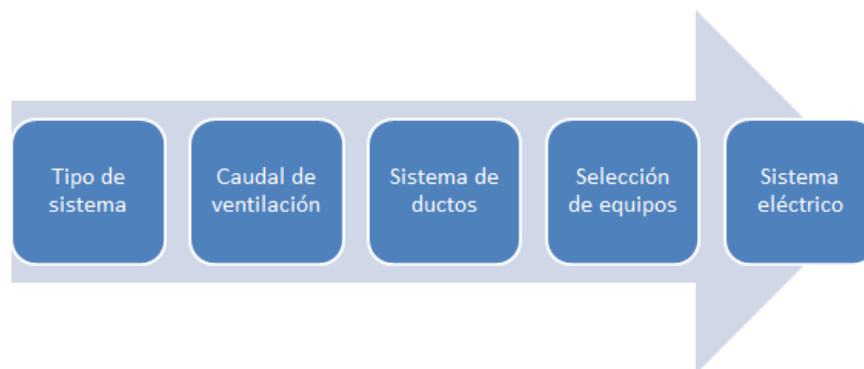 Tipo de
sistema
Caudal de
ventilación
Sistema de
ductos
Selección
de equipos
Sistema
eléctrico